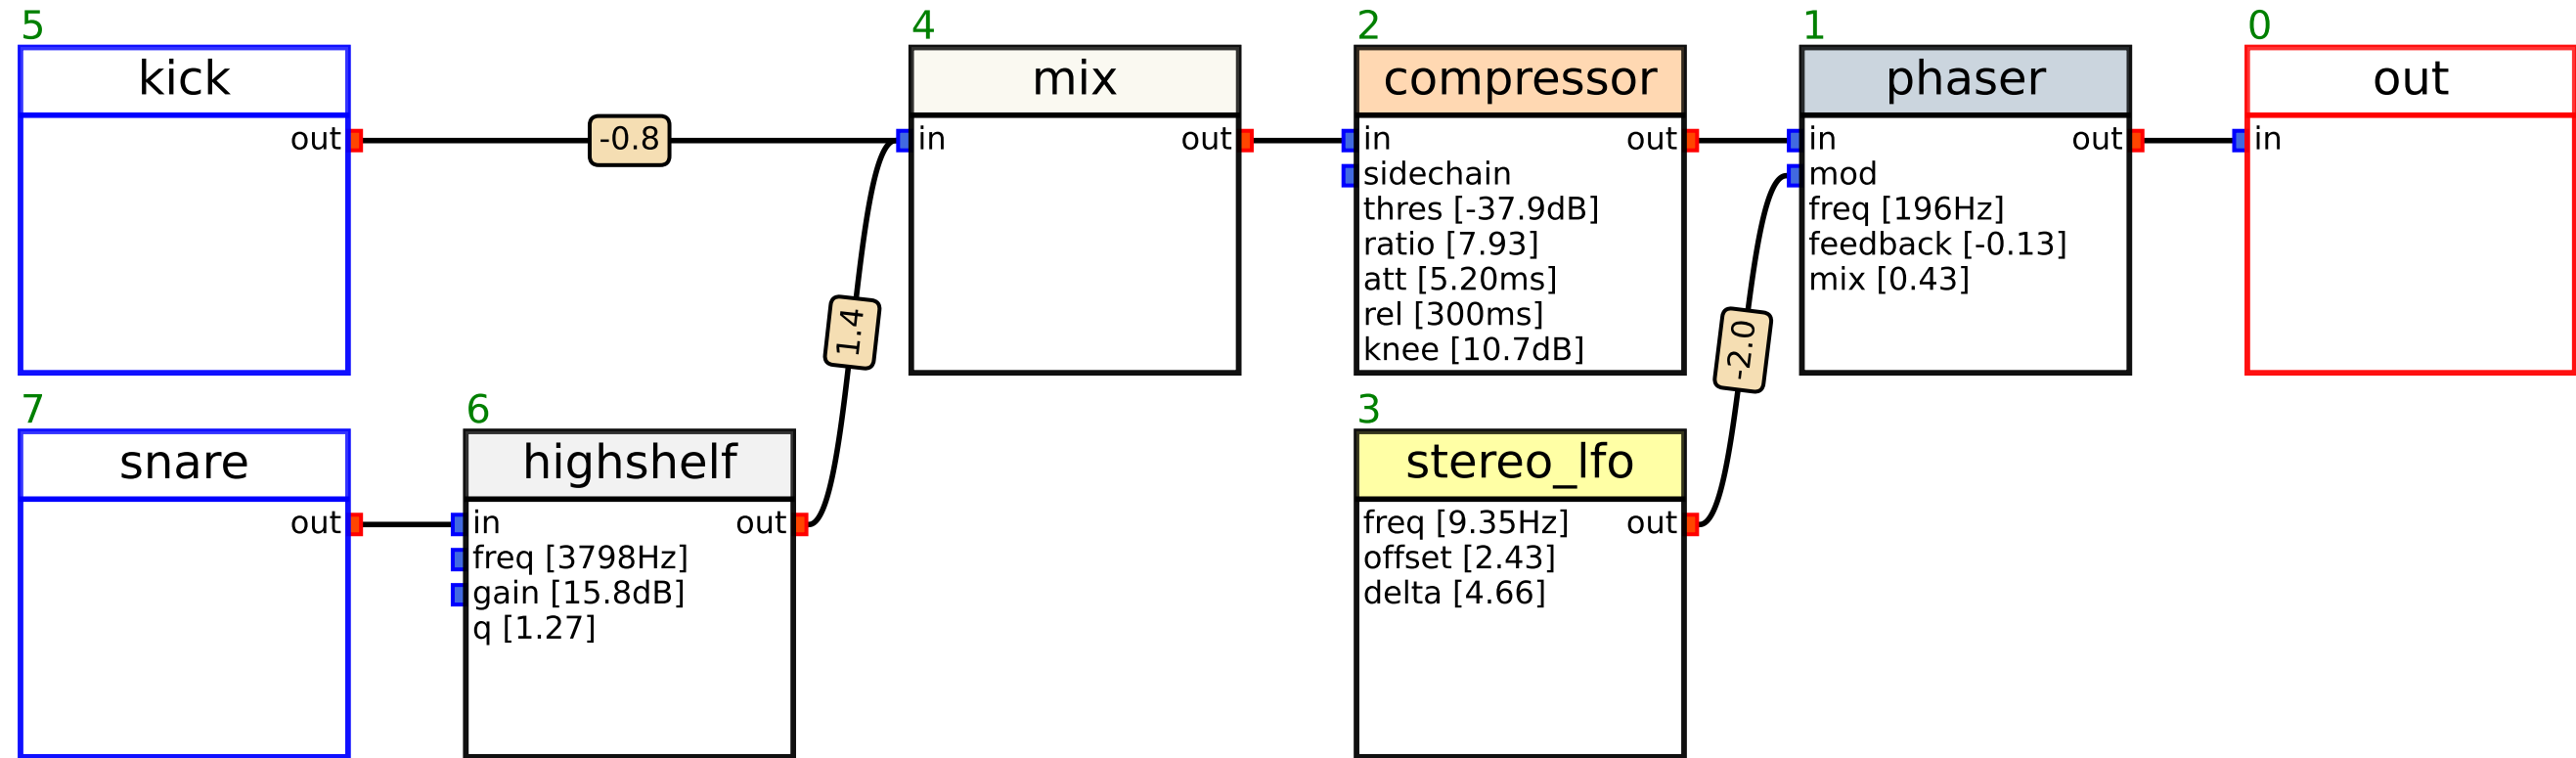 5
kick
out
-0.8
4
mix
in
out
2
compressor
in
out
sidechain
thres [-37.9dB]
ratio [7.93]
att [5.20ms]
rel [300ms]
knee [10.7dB]
1
phaser
in
out
mod
freq [196Hz]
feedback [-0.13]
mix [0.43]
0
out
in
1.4
-2.0
7
snare
out
6
highshelf
in
out
freq [3798Hz]
gain [15.8dB]
q [1.27]
3
stereo_lfo
freq [9.35Hz]
out
offset [2.43]
delta [4.66]